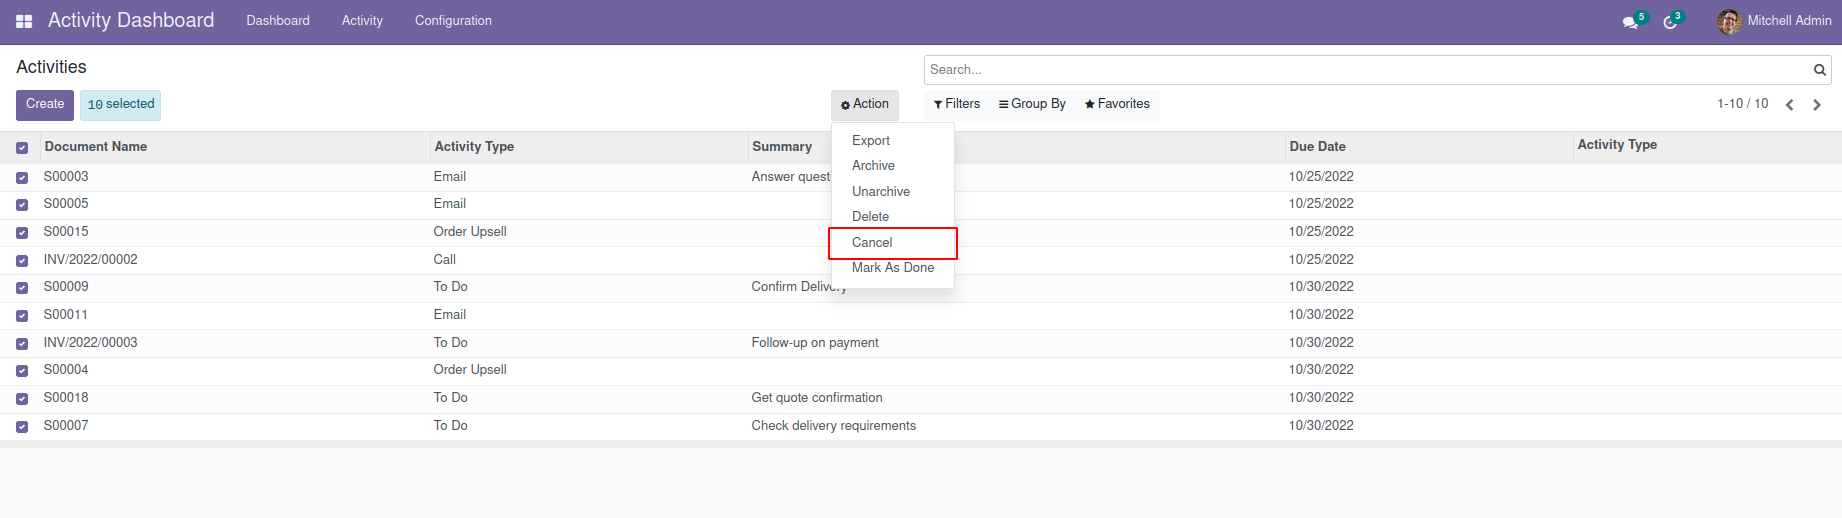 Activity Dashboard Dashboard Activity Configuration 5 3 Mitchell Admin
Activities Search...
Create 10 selected Action Filters Group By Favorites 1-10 / 10
Export
Archive
Unarchive
Delete
Cancel
Mark As Done
Document Name Activity Type Summary Due Date Activity Type
S00003 Email Answer quest 10/25/2022
S00005 Email 10/25/2022
S00015 Order Upsell 10/25/2022
INV/2022/00002 Call 10/25/2022
S00009 To Do Confirm Delivery 10/30/2022
S00011 Email 10/30/2022
INV/2022/00003 To Do Follow-up on payment 10/30/2022
S00004 Order Upsell 10/30/2022
S00018 To Do Get quote confirmation 10/30/2022
S00007 To Do Check delivery requirements 10/30/2022